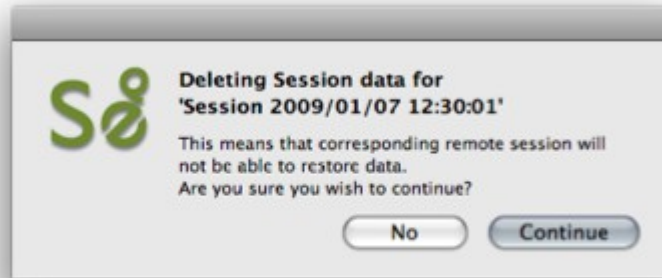 Sё
Deleting Session data for
'Session 2009/01/07 12:30:01'
This means that corresponding remote session will
not be able to restore data.
Are you sure you wish to continue?
No
Continue